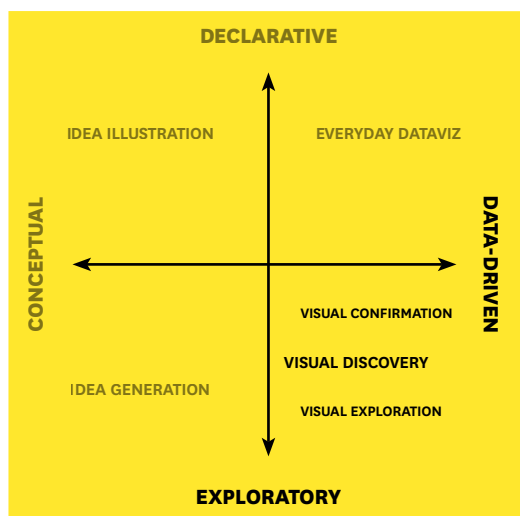 DECLARATIVE
IDEA ILLUSTRATION
EVERYDAY DATAVIZ
CONCEPTUAL
DATA-DRIVEN
VISUAL CONFIRMATION
VISUAL DISCOVERY
IDEA GENERATION
VISUAL EXPLORATION
EXPLORATORY